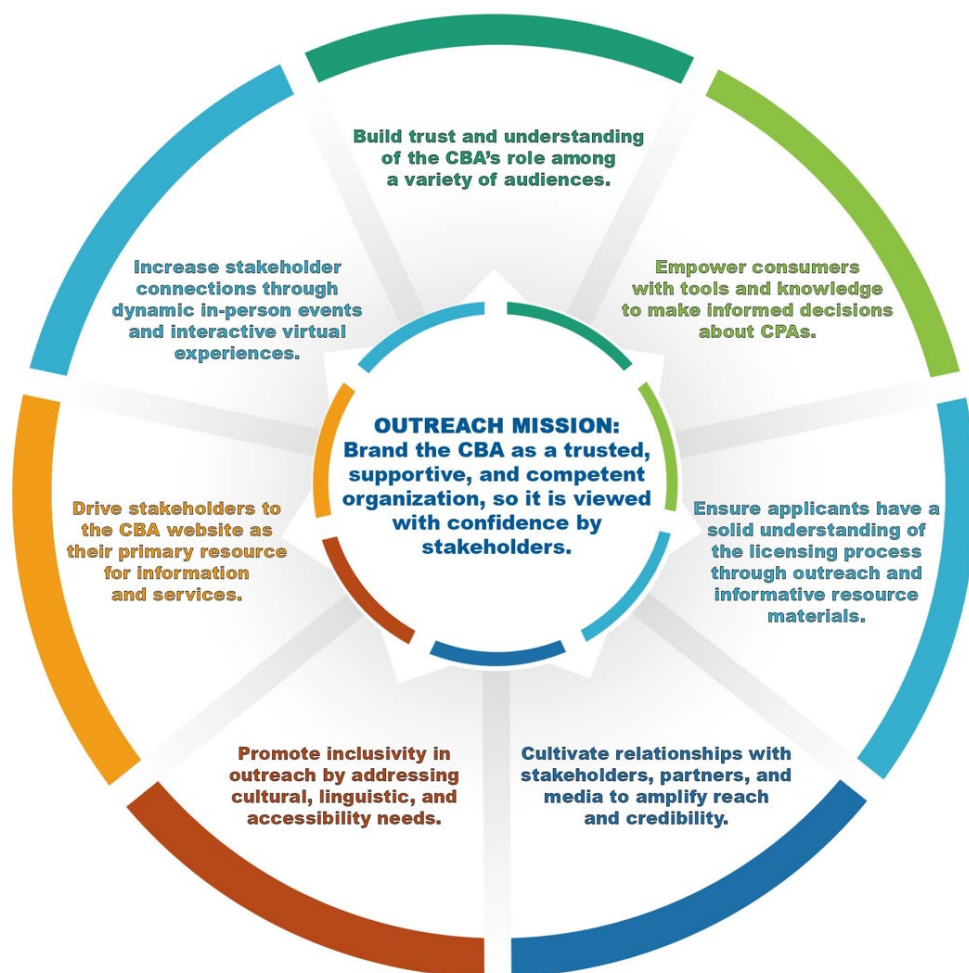 Build trust and understanding
of the CBA's role among
a variety of audiences.
Empower consumers
with tools and knowledge
to make informed decisions
about CPAs.
Ensure applicants have a
solid understanding of
the licensing process
through outreach and
informative resource
materials.
Cultivate relationships with
stakeholders, partners, and
media to amplify reach
and credibility.
Promote inclusivity in
outreach by addressing
cultural, linguistic, and
accessibility needs.
Drive stakeholders to
the CBA website as
their primary resource
for information
and services.
Increase stakeholder
connections through
dynamic in-person events
and interactive virtual
experiences.
OUTREACH MISSION:
Brand the CBA as a trusted,
supportive, and competent
organization, so it is viewed
with confidence by
stakeholders.